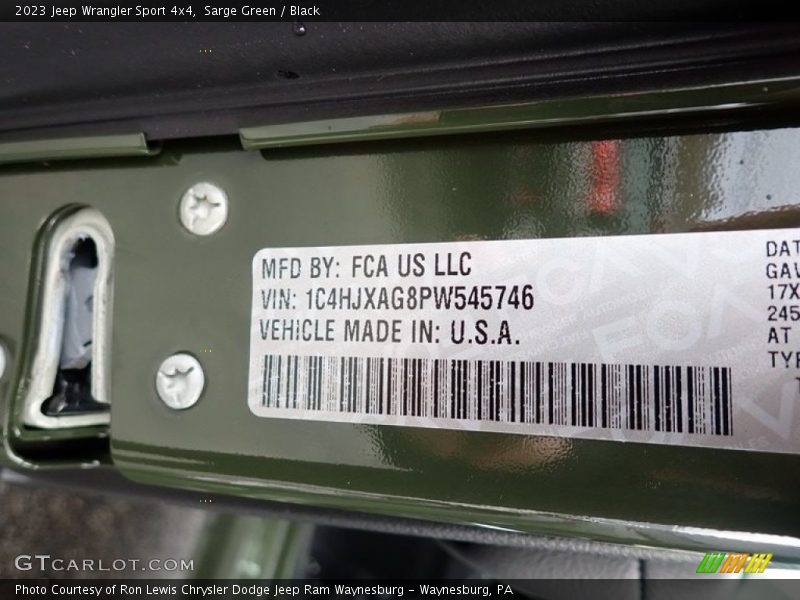 2023 Jeep Wrangler Sport 4x4, Sarge Green / Black
MFD BY: FCA US LLC
VIN: 1C4HJXAG8PW545746
VEHICLE MADE IN: U.S.A.
DAT
GAV
17X
245
AT
TYP
GTCARLOT.COM
Photo Courtesy of Ron Lewis Chrysler Dodge Jeep Ram Waynesburg – Waynesburg, PA